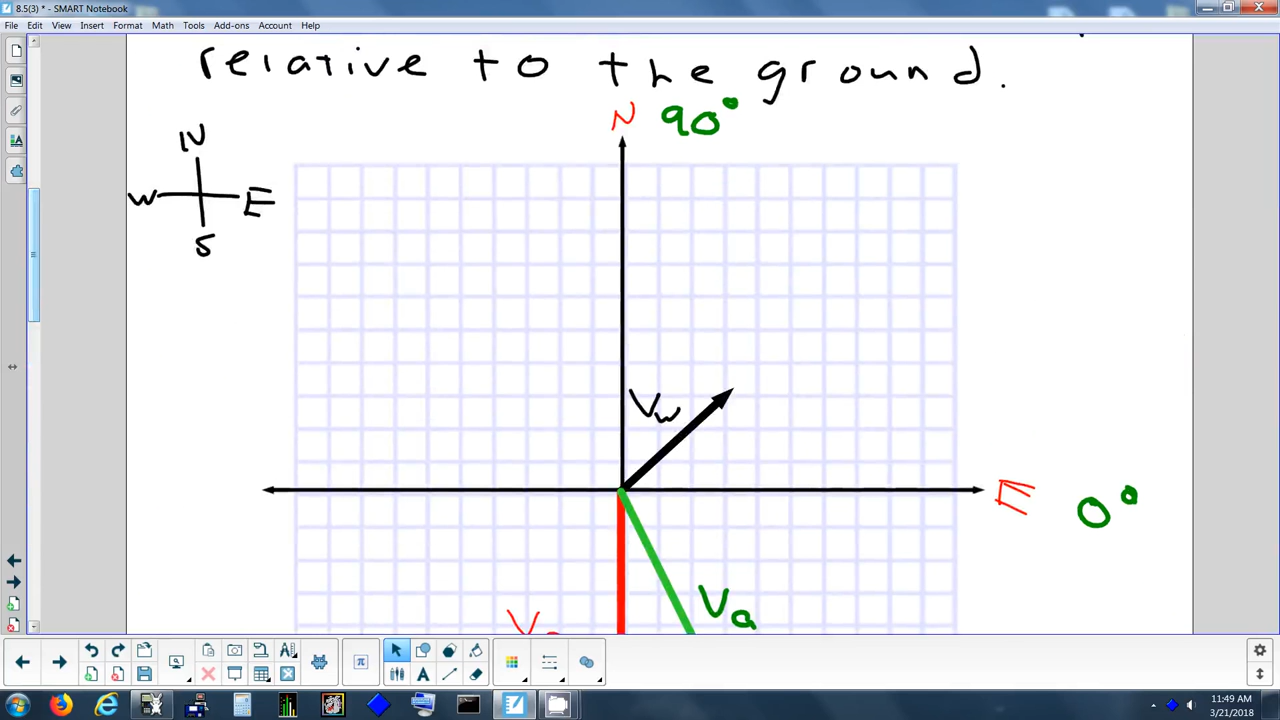 8.5(3) * - SMART Notebook
File Edit View Insert Format Math Tools Add-ons Account Help
relative to the ground.
N 90°
N
W E
S
Vw
E 0°
Va
11:49 AM
3/21/2018